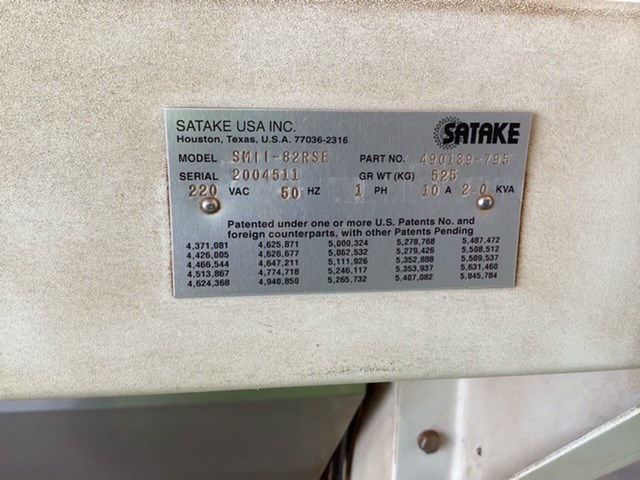 SATAKE USA INC.
Houston, Texas, U.S.A. 77036-2316
SATAKE
MODEL SMII-82RSE PART NO. 490139-795
SERIAL 2004511 GR WT (KG) 525
220 VAC 50 HZ 1 PH 10 A 2-0 KVA
Patented under one or more U.S. Patents No. and
foreign counterparts, with other Patents Pending
4,371,081 4,625,871 5,009,324 5,278,768 5,487,472
4,426,005 4,626,677 5,062,532 5,279,426 5,508,512
4,466,544 4,647,211 5,111,926 5,352,888 5,509,537
4,513,867 4,774,718 5,246,117 5,353,937 5,631,460
4,624,368 4,940,850 5,265,732 5,407,082 5,845,784